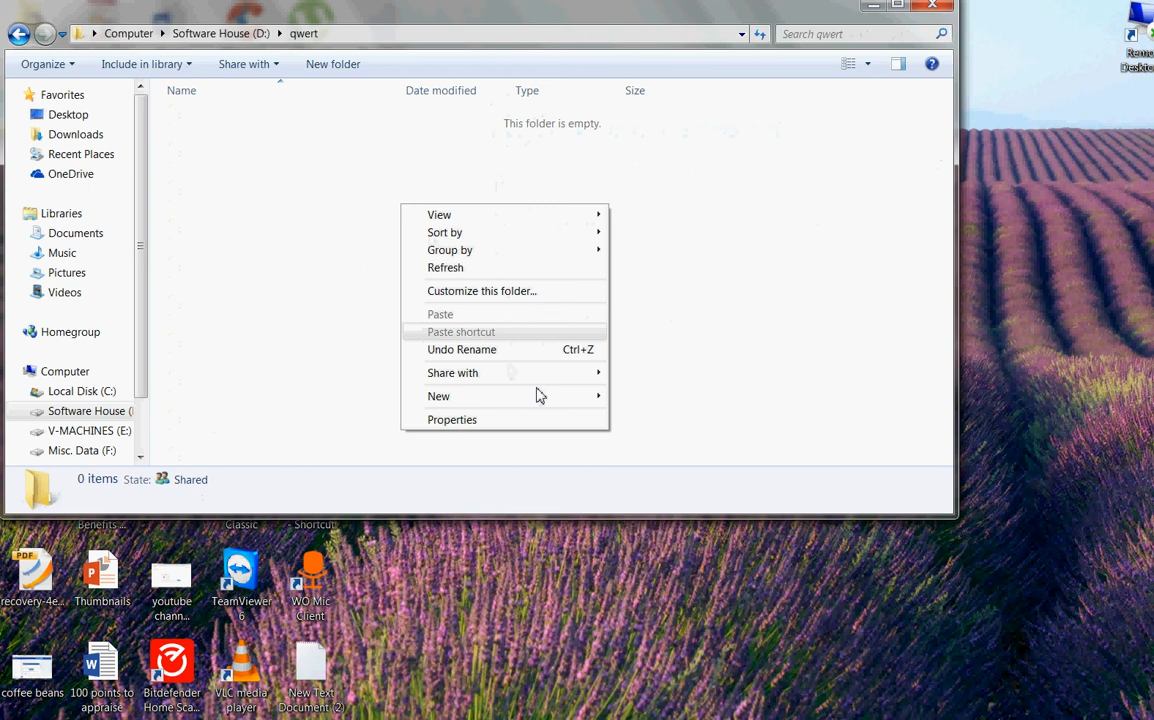 Computer Software House (D:) qwert
Search qwert
Organize Include in library Share with New folder
Name Date modified Type Size
This folder is empty.
Favorites
Desktop
Downloads
Recent Places
OneDrive
Libraries
Documents
Music
Pictures
Videos
Homegroup
Computer
Local Disk (C:)
Software House (
V-MACHINES (E:)
Misc. Data (F:)
View
Sort by
Group by
Refresh
Customize this folder...
Paste
Paste shortcut
Undo Rename Ctrl+Z
Share with
New
Properties
0 items State: Shared
Remo
Deskto
Benefits ...
Classic
- Shortcut
PDF
recovery-4e...
Thumbnails
youtube
chann...
TeamViewer
6
WO Mic
Client
coffee beans
100 points to
appraise
Bitdefender
Home Sca...
VLC media
player
New Text
Document (2)